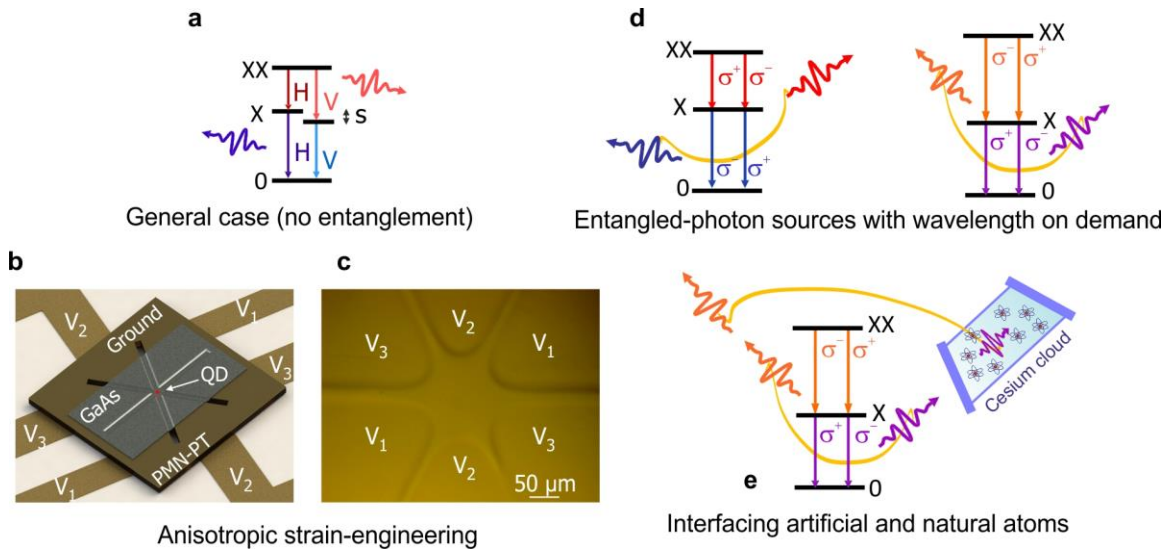 a
XX
H
V
X
s
H
V
0
General case (no entanglement)
b
V₁
V₂
Ground
V₃
QD
GaAs
V₃
PMN-PT
V₁
V₂
c
V₂
V₃
V₁
V₁
V₃
V₂
50 µm
Anisotropic strain-engineering
d
XX
σ⁺
σ⁻
X
σ⁻
σ⁺
0
XX
σ⁻
σ⁺
X
σ⁺
σ⁻
0
Entangled-photon sources with wavelength on demand
XX
σ⁻
σ⁺
X
σ⁺
σ⁻
e
0
Cesium cloud
Interfacing artificial and natural atoms